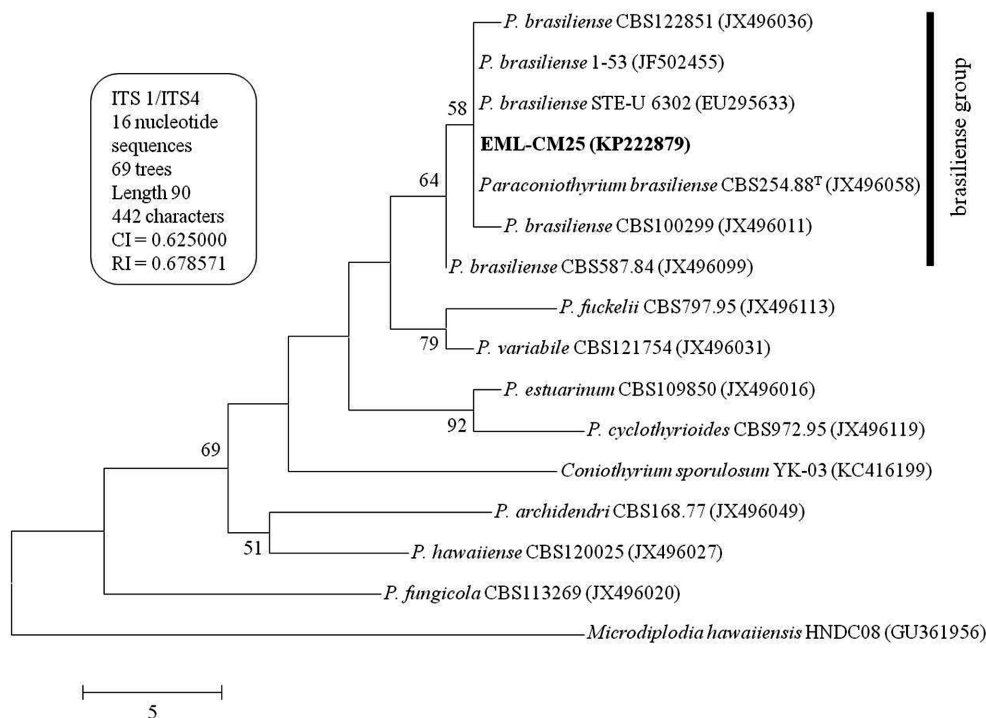 P. brasiliense CBS122851 (JX496036)
P. brasiliense 1-53 (JF502455)
P. brasiliense STE-U 6302 (EU295633)
EML-CM25 (KP222879)
Paraconiothyrium brasiliense CBS254.88ᵀ (JX496058)
P. brasiliense CBS100299 (JX496011)
P. brasiliense CBS587.84 (JX496099)
P. fuckelii CBS797.95 (JX496113)
P. variabile CBS121754 (JX496031)
P. estuarinum CBS109850 (JX496016)
P. cyclothyrioides CBS972.95 (JX496119)
Coniothyrium sporulosum YK-03 (KC416199)
P. archidendri CBS168.77 (JX496049)
P. hawaiiense CBS120025 (JX496027)
P. fungicola CBS113269 (JX496020)
Microdiplodia hawaiiensis HNDC08 (GU361956)
brasiliense group
ITS 1/ITS4
16 nucleotide
sequences
69 trees
Length 90
442 characters
CI = 0.625000
RI = 0.678571
58
64
79
92
69
51
5